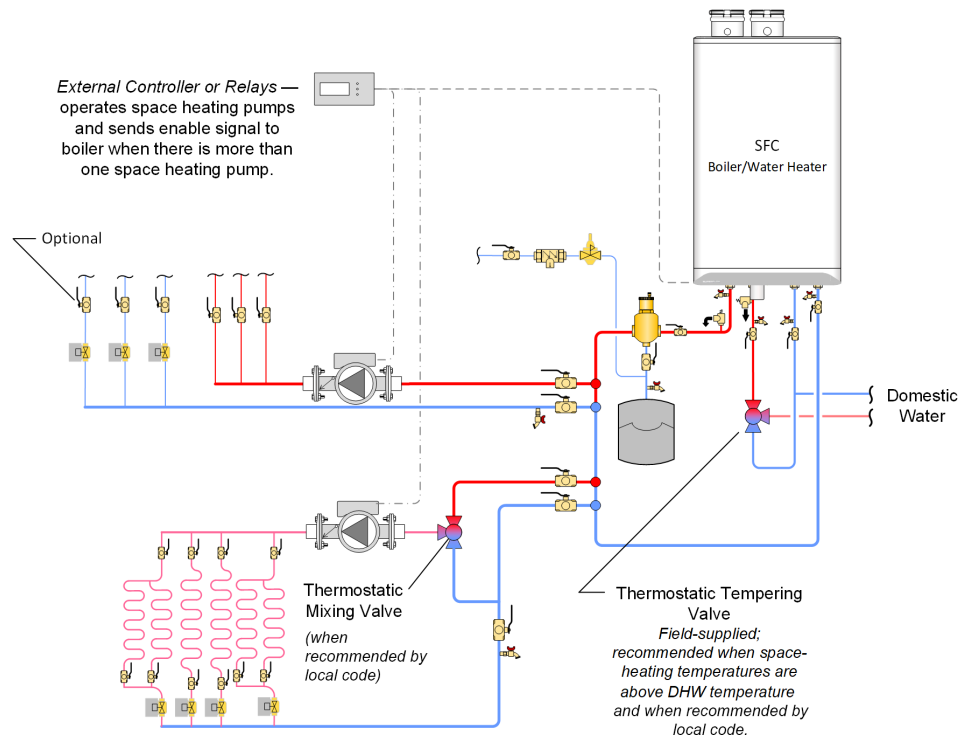 External Controller or Relays —
operates space heating pumps
and sends enable signal to
boiler when there is more than
one space heating pump.
SFC
Boiler/Water Heater
Optional
Domestic
Water
Thermostatic
Mixing Valve
(when
recommended by
local code)
Thermostatic Tempering
Valve
Field-supplied;
recommended when space-
heating temperatures are
above DHW temperature
and when recommended by
local code.